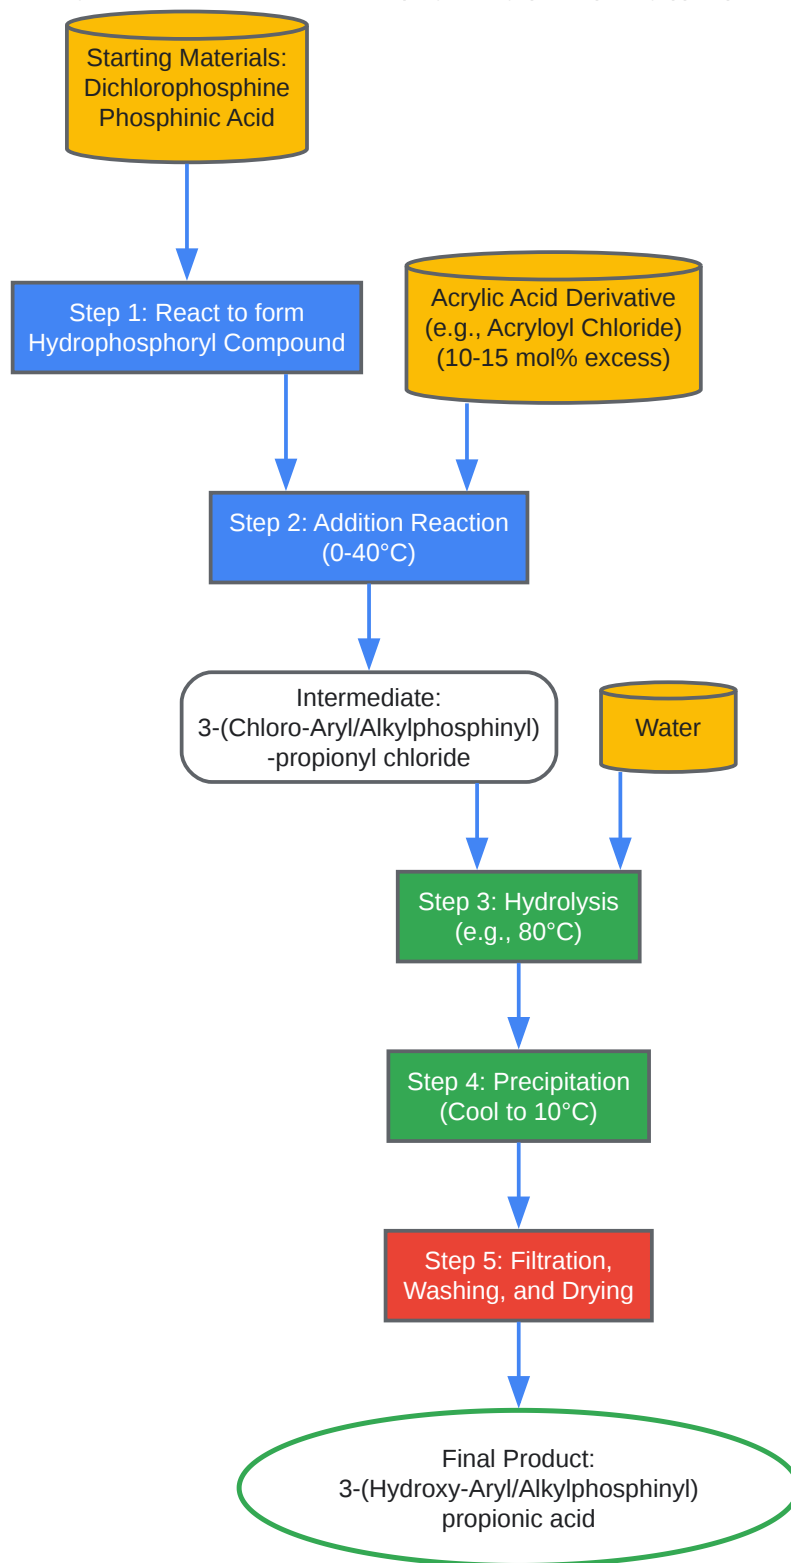 Starting Materials:
Dichlorophosphine
Phosphinic Acid
Step 1: React to form
Hydrophosphoryl Compound
Acrylic Acid Derivative
(e.g., Acryloyl Chloride)
(10-15 mol% excess)
Step 2: Addition Reaction
(0-40°C)
Intermediate:
3-(Chloro-Aryl/Alkylphosphinyl)
-propionyl chloride
Water
Step 3: Hydrolysis
(e.g., 80°C)
Step 4: Precipitation
(Cool to 10°C)
Step 5: Filtration,
Washing, and Drying
Final Product:
3-(Hydroxy-Aryl/Alkylphosphinyl)
propionic acid